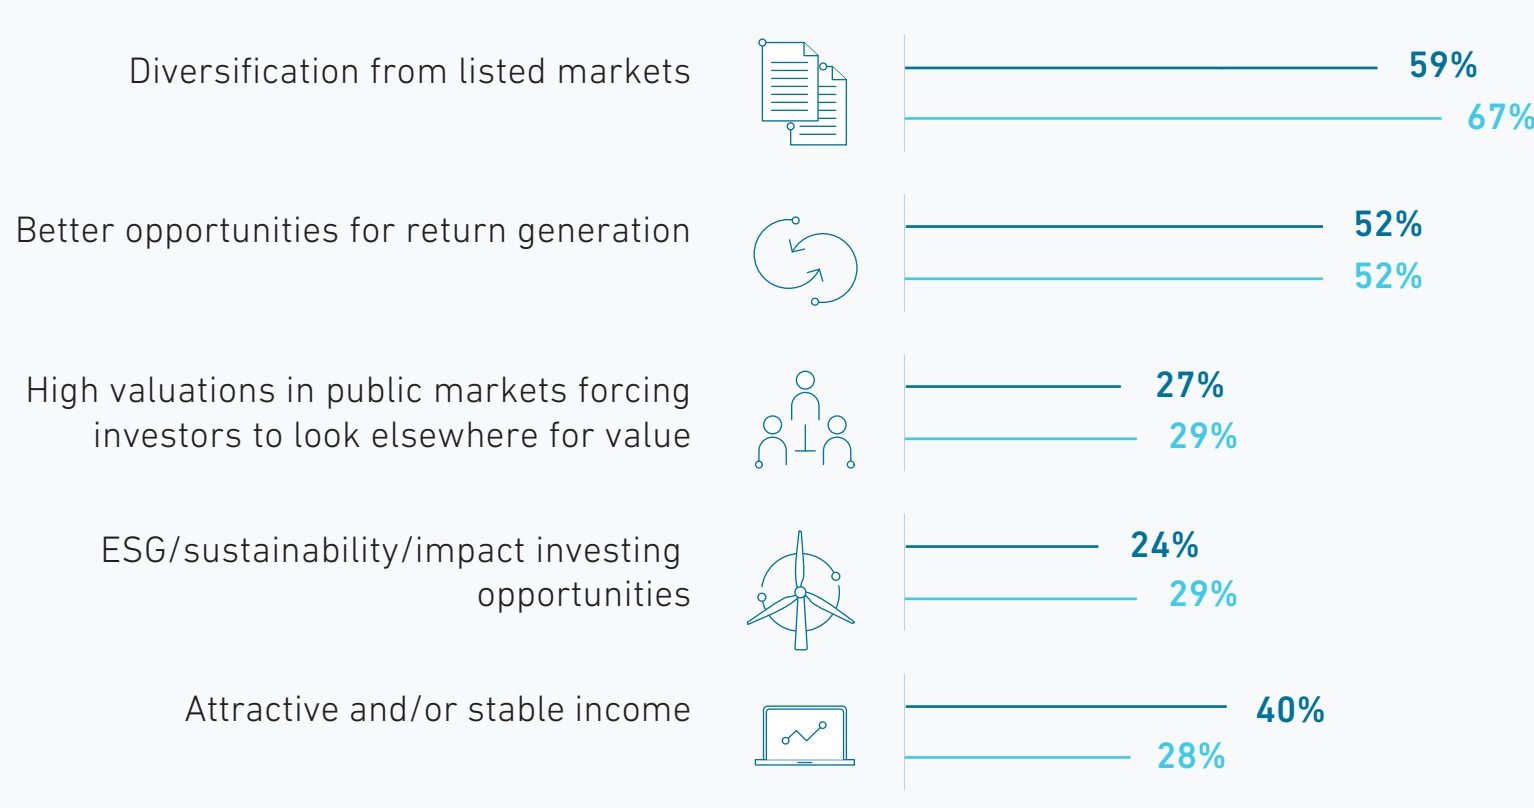 Diversification from listed markets
59%
67%
Better opportunities for return generation
52%
52%
High valuations in public markets forcing
investors to look elsewhere for value
27%
29%
ESG/sustainability/impact investing
opportunities
24%
29%
Attractive and/or stable income
40%
28%